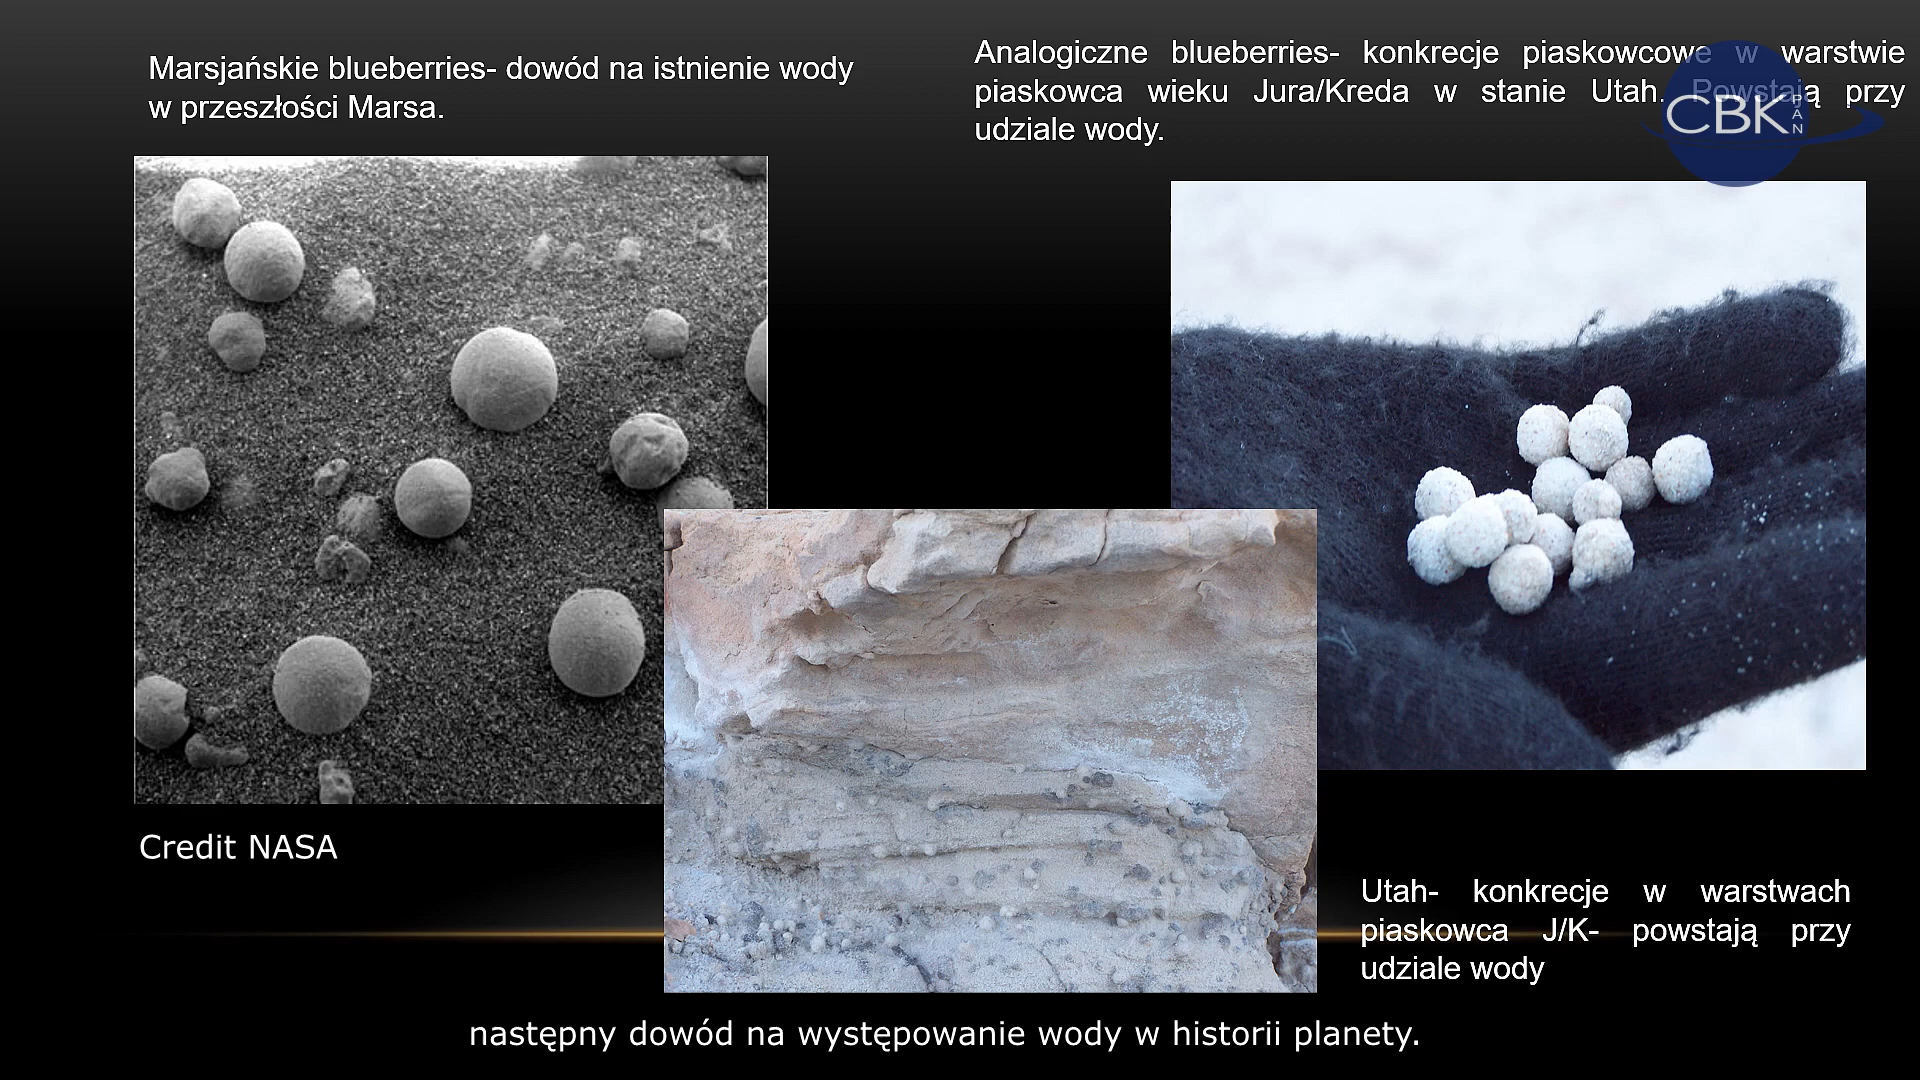 Marsjańskie blueberries- dowód na istnienie wody
w przeszłości Marsa.
Analogiczne blueberries- konkrecje piaskowcowe w warstwie
piaskowca wieku Jura/Kreda w stanie Utah. Powstają przy
udziale wody.
CBK PAN
Credit NASA
Utah- konkrecje w warstwach
piaskowca J/K- powstają przy
udziale wody
następny dowód na występowanie wody w historii planety.